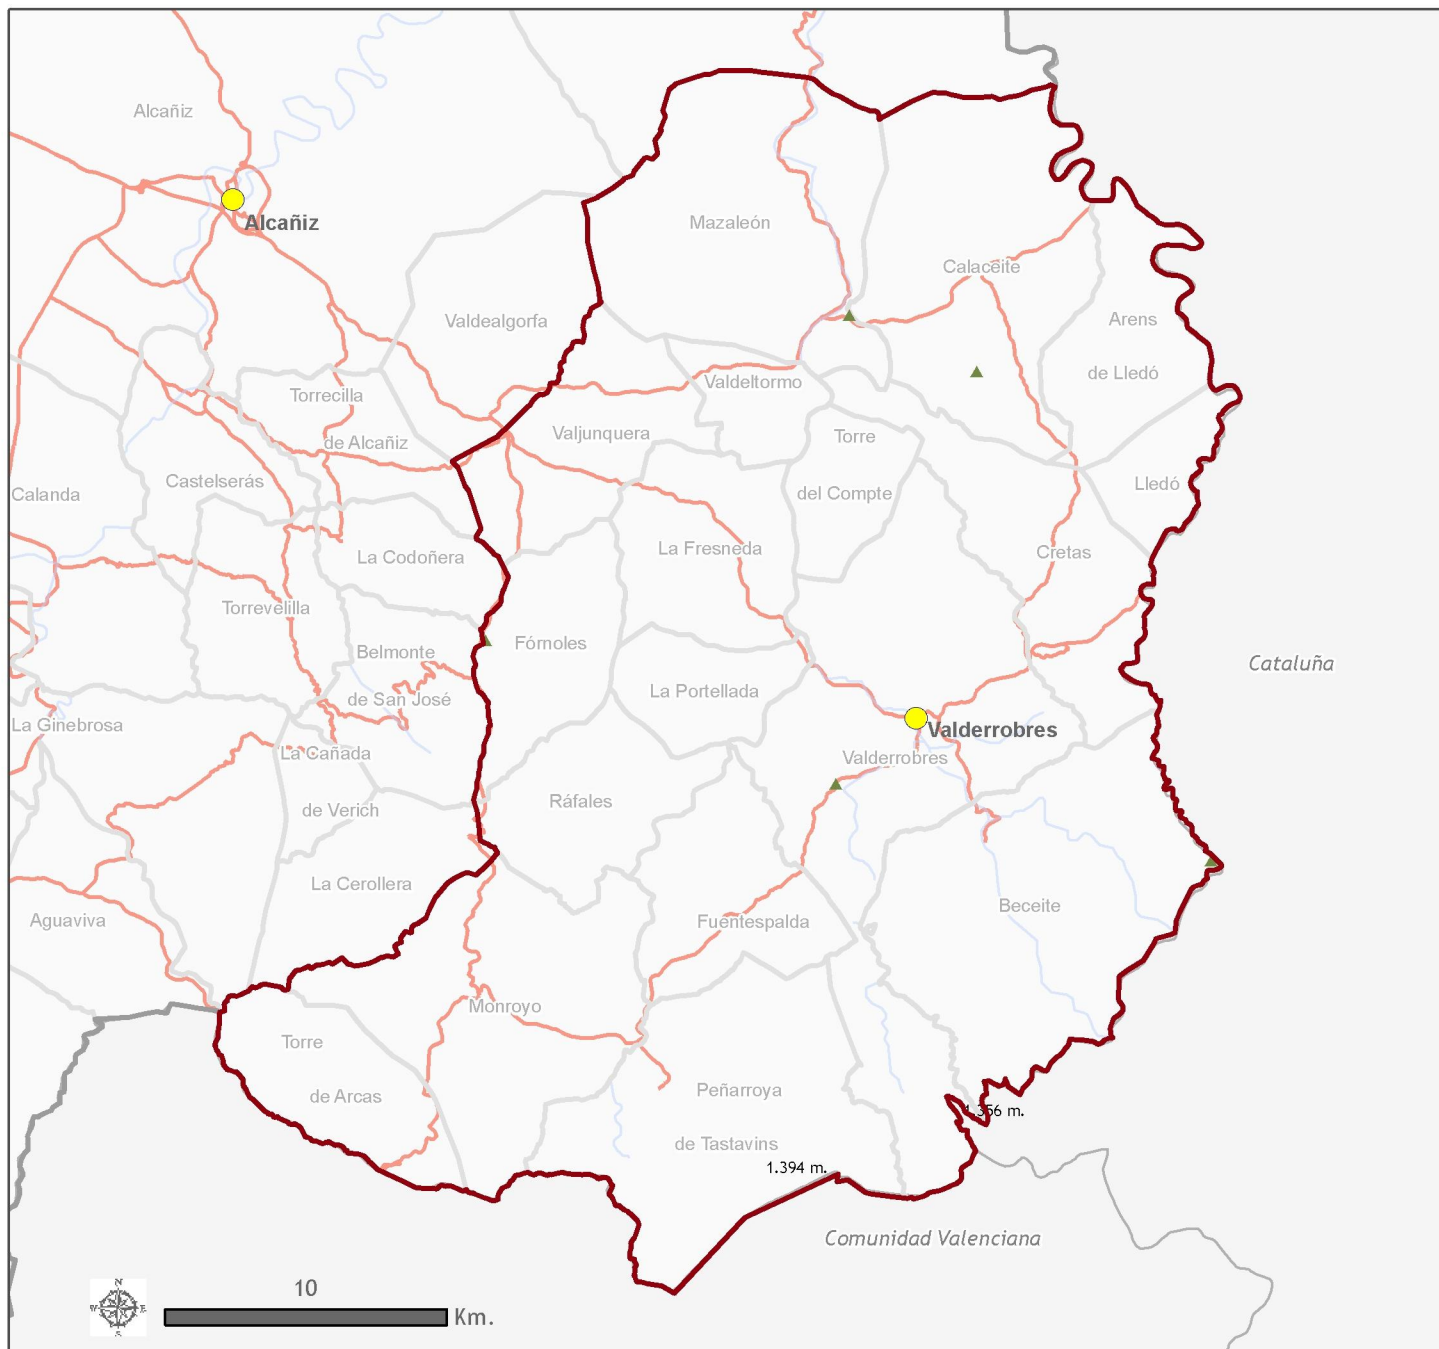 Alcañiz
Alcañiz
Mazaleón
Calaceite
Valdealgorfa
Arens
de Lledó
Torrecilla
de Alcañiz
Valdeltormo
Valjunquera
Torre
del Compte
Castelserás
Calanda
Lledó
La Codoñera
La Fresneda
Cretas
Torrevelilla
Belmonte
de San José
Fórnoles
La Portellada
Cataluña
La Ginebrosa
La Cañada
de Verich
Valderrobres
Valderrobres
Ráfales
La Cerollera
Aguaviva
Fuentespalda
Beceite
Monroyo
Torre
de Arcas
Peñarroya
de Tastavins
1.356 m.
1.394 m.
Comunidad Valenciana
N
W
E
S
10
Km.